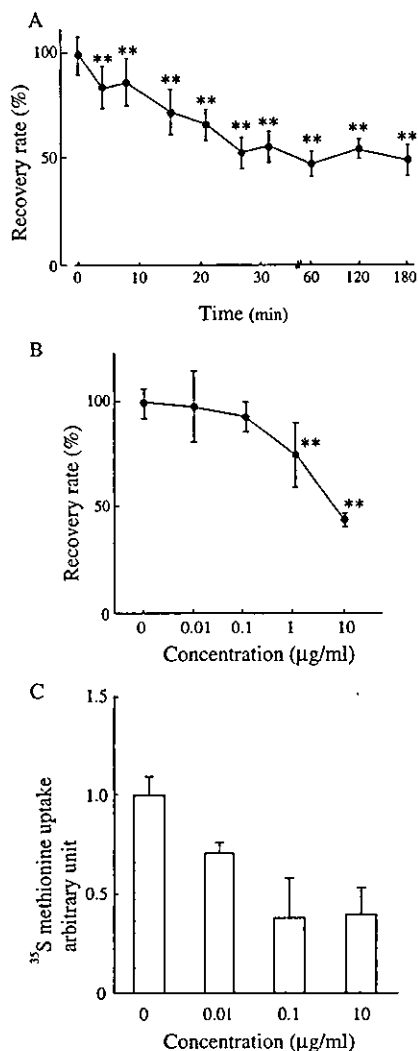 A
Recovery rate (%)
100
50
0
** ** ** ** ** ** ** ** **
0 10 20 30 60 120 180
Time (min)
B
Recovery rate (%)
100
50
0
** **
0 0.01 0.1 1 10
Concentration (μg/ml)
C
35S methionine uptake
arbitrary unit
1.5
1.0
0.5
0
0 0.01 0.1 10
Concentration (μg/ml)